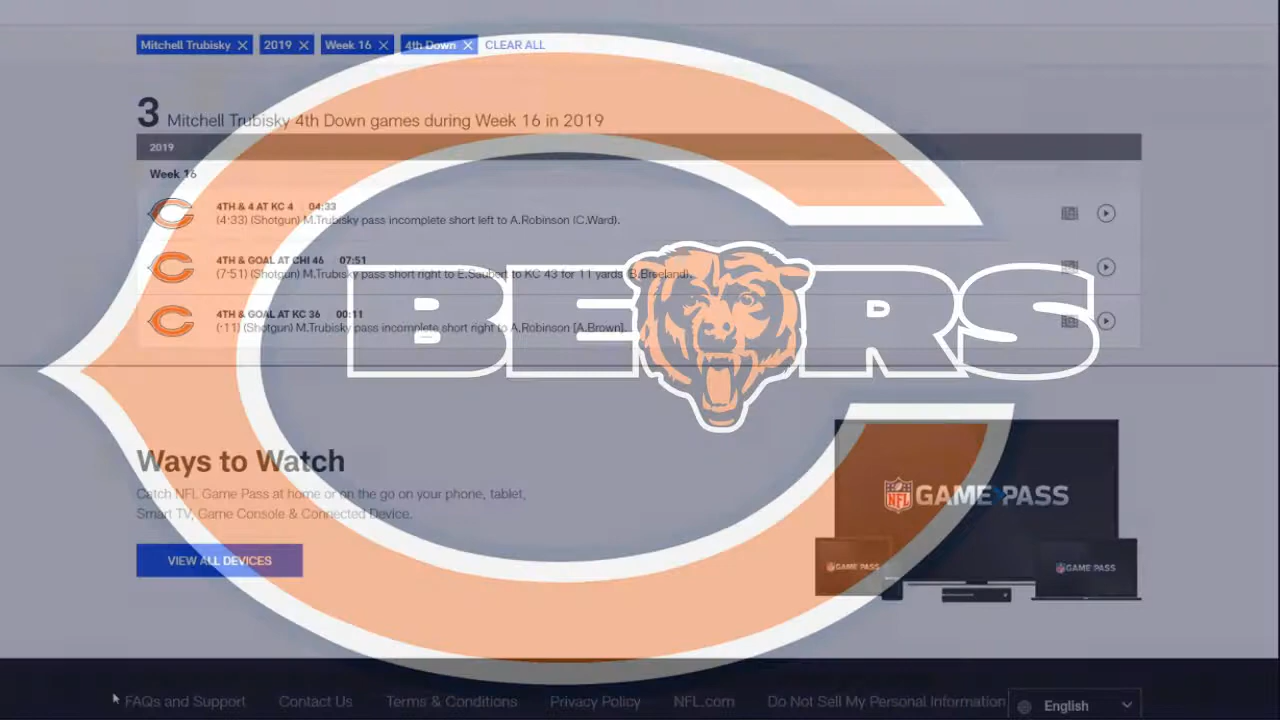 Mitchell Trubisky 2019 Week 16 4th Down CLEAR ALL
3 Mitchell Trubisky 4th Down games during Week 16 in 2019
2019
Week 16
4TH & 4 AT KC 4 04:33
(4:33) (Shotgun) M.Trubisky pass incomplete short left to A.Robinson (C.Ward).
4TH & GOAL AT CHI 46 07:51
(7:51) (Shotgun) M.Trubisky pass short right to E.Saubert to KC 43 for 11 yards (B.Breeland).
4TH & GOAL AT KC 36 00:11
(:11) (Shotgun) M.Trubisky pass incomplete short right to A.Robinson [A.Brown].
BEARS
Ways to Watch
Catch NFL Game Pass at home or on the go on your phone, tablet,
Smart TV, Game Console & Connected Device.
VIEW ALL DEVICES
NFL GAME PASS
GAME PASS
GAME PASS
FAQs and Support Contact Us Terms & Conditions Privacy Policy NFL.com Do Not Sell My Personal Information English